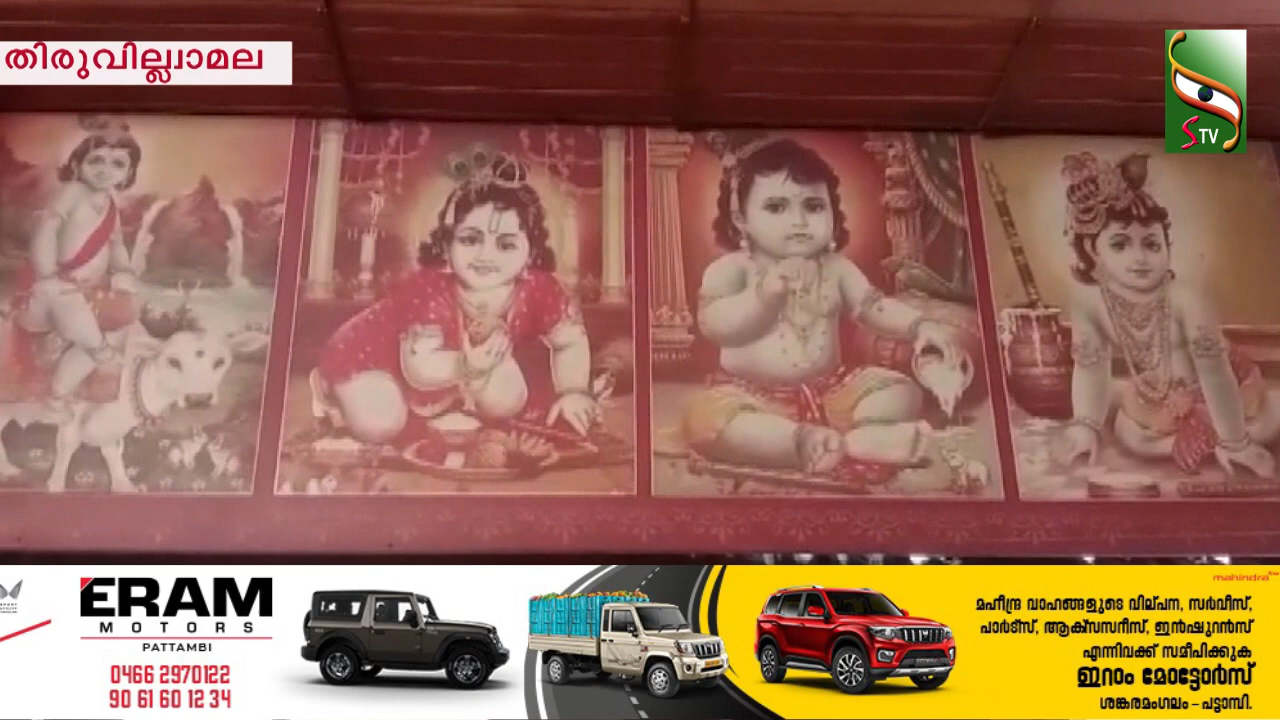 തിരുവില്ല്വാമല
STV
ERAM
MOTORS
PATTAMBI
0466 2970122
90 61 60 12 34
mahindra
മഹീന്ദ്ര വാഹനങ്ങളുടെ വില്പന, സർവീസ്,
പാർട്സ്, ആക്സസറീസ്, ഇൻഷുറൻസ്
എന്നിവക്ക് സമീപിക്കുക
ഇറാം മോട്ടോർസ്
ശങ്കരമംഗലം – പട്ടാമ്പി.